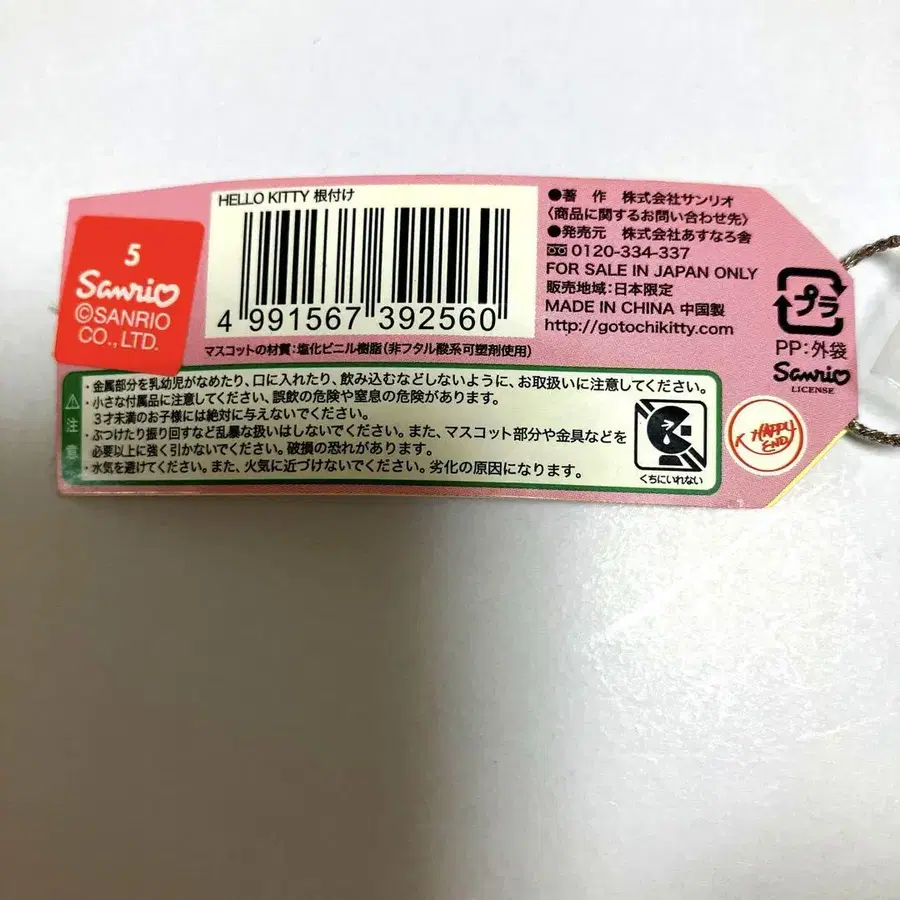 5
Sanrio
©SANRIO
CO., LTD.
HELLO KITTY 根付け
4 991567 392560
マスコットの材質:塩化ビニル樹脂(非フタル酸系可塑剤使用)
●著 作 株式会社サンリオ
〈商品に関するお問い合わせ先〉
●発売元 株式会社あすなろ舎
0120-334-337
FOR SALE IN JAPAN ONLY
販売地域:日本限定
MADE IN CHINA 中国製
http://gotochikitty.com/
プラ
PP:外袋
Sanrio
LICENSE
注意
・金属部分を乳幼児がなめたり、口に入れたり、飲み込むなどしないように、お取扱いに注意してください。
・小さな付属品に注意してください、誤飲の危険や窒息の危険があります。
3才未満のお子様には絶対に与えないでください。
・ぶつけたり振り回すなど乱暴な扱いはしないでください。また、マスコット部分や金具などを
必要以上に強く引かないでください。破損の恐れがあります。
・水気を避けてください。また、火気に近づけないでください。劣化の原因になります。
くちにいれない
HAPPY
END